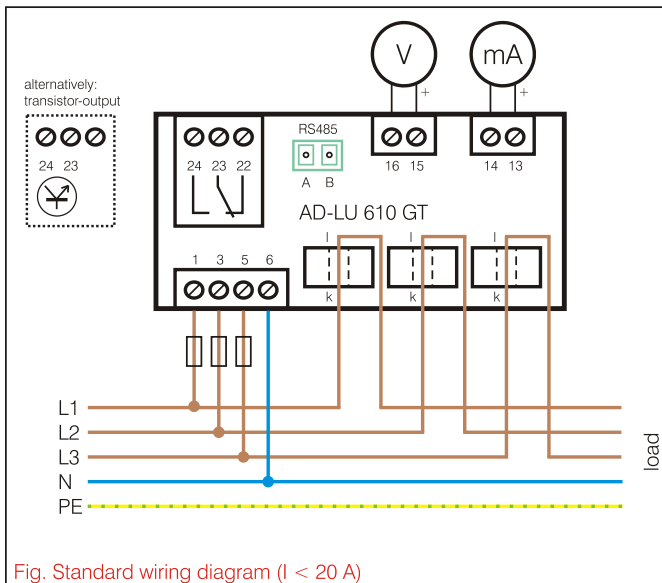 V mA
alternatively:
transistor-output
+ +
RS485
24 23
24 23 22
16 15
14 13
A B
AD-LU 610 GT
l l l
1 3 5 6
k k k
L1
L2
L3
N
PE
load
Fig. Standard wiring diagram (I < 20 A)